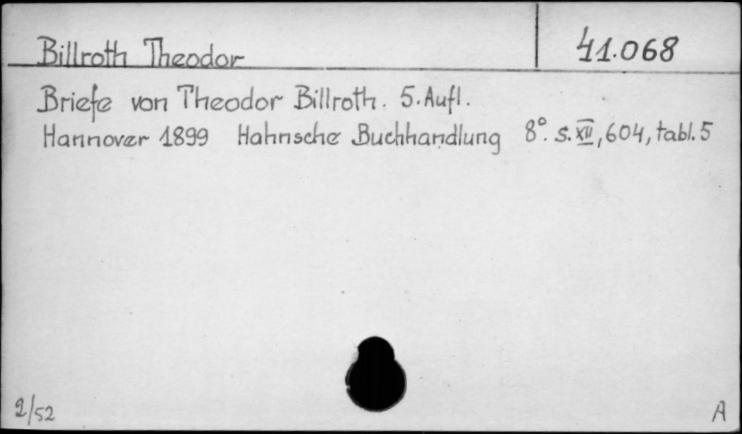 Billroth Theodor 41.068
Briefe von Theodor Billroth. 5. Aufl.
Hannover 1899 Hahnsche Buchhandlung 8°. s. XII, 604, tabl. 5
2/52 A